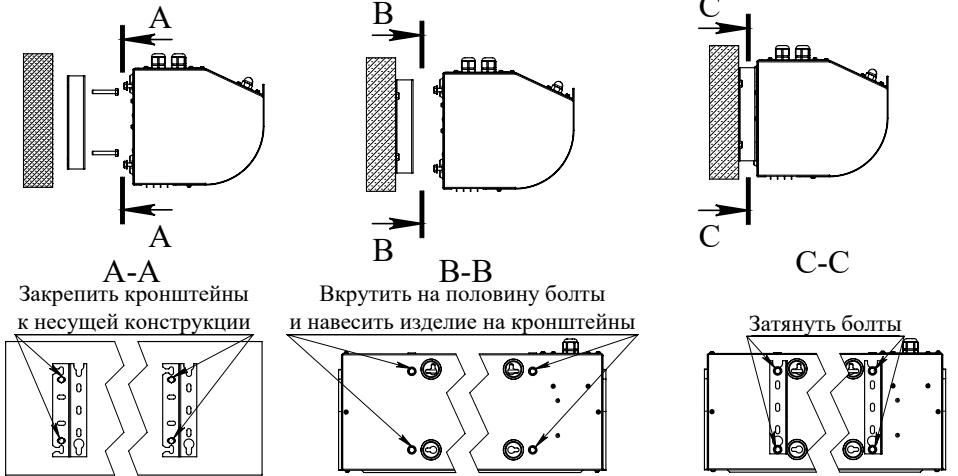 А
В
С
А
В
С
А-А
В-В
С-С
Закрепить кронштейны
к несущей конструкции
Вкрутить на половину болты
и навесить изделие на кронштейны
Затянуть болты